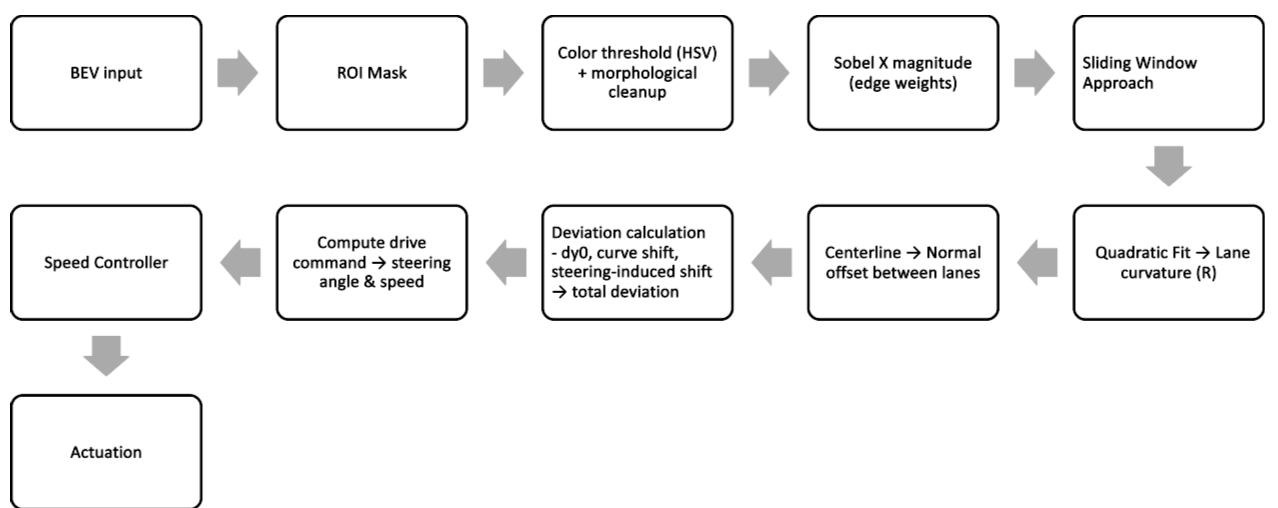 BEV input
ROI Mask
Color threshold (HSV)
+ morphological
cleanup
Sobel X magnitude
(edge weights)
Sliding Window
Approach
Quadratic Fit → Lane
curvature (R)
Centerline → Normal
offset between lanes
Deviation calculation
- dy0, curve shift,
steering-induced shift
→ total deviation
Compute drive
command → steering
angle & speed
Speed Controller
Actuation